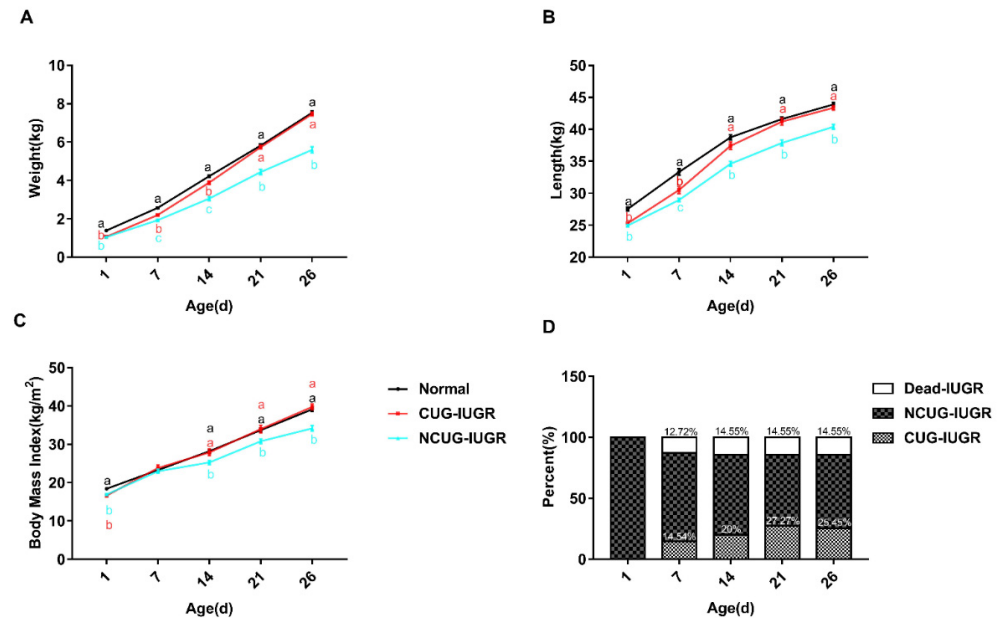 A
Weight(kg)
10
8
6
4
2
0
a
b
b
a
b
c
a
b
c
a
a
b
a
a
b
1
7
14
21
26
Age(d)
B
Length(kg)
50
45
40
35
30
25
20
a
b
b
a
b
c
a
a
b
a
a
b
a
a
b
1
7
14
21
26
Age(d)
C
Body Mass Index(kg/m²)
50
40
30
20
10
0
a
b
b
a
a
b
a
a
b
a
a
b
1
7
14
21
26
Age(d)
Normal
CUG-IUGR
NCUG-IUGR
D
Percent(%)
150
100
50
0
12.72%
14.55%
14.55%
14.55%
14.54%
20%
27.27%
25.45%
1
7
14
21
26
Age(d)
Dead-IUGR
NCUG-IUGR
CUG-IUGR